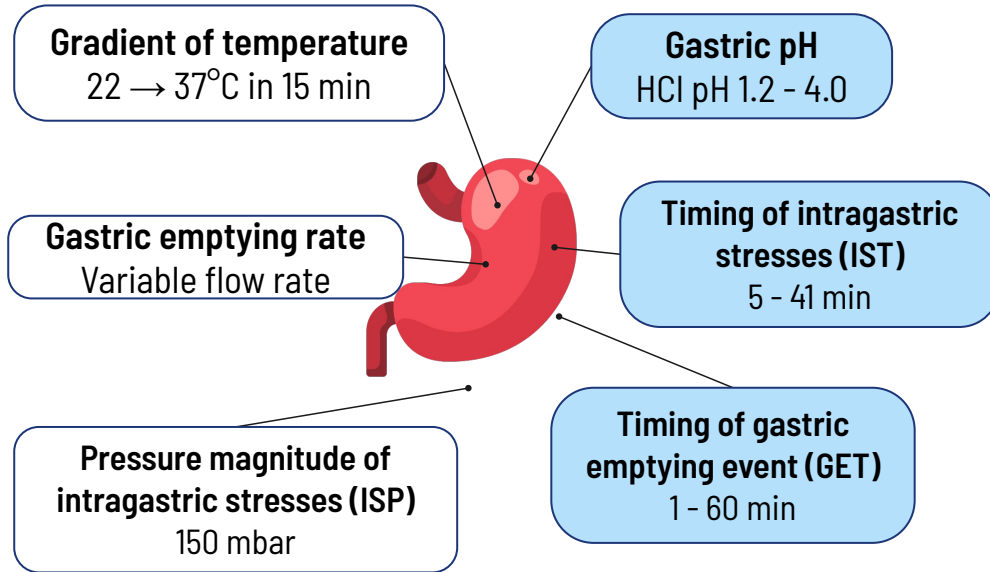 Gradient of temperature
22 → 37°C in 15 min
Gastric pH
HCl pH 1.2 - 4.0
Gastric emptying rate
Variable flow rate
Timing of intragastric
stresses (IST)
5 - 41 min
Pressure magnitude of
intragastric stresses (ISP)
150 mbar
Timing of gastric
emptying event (GET)
1 - 60 min